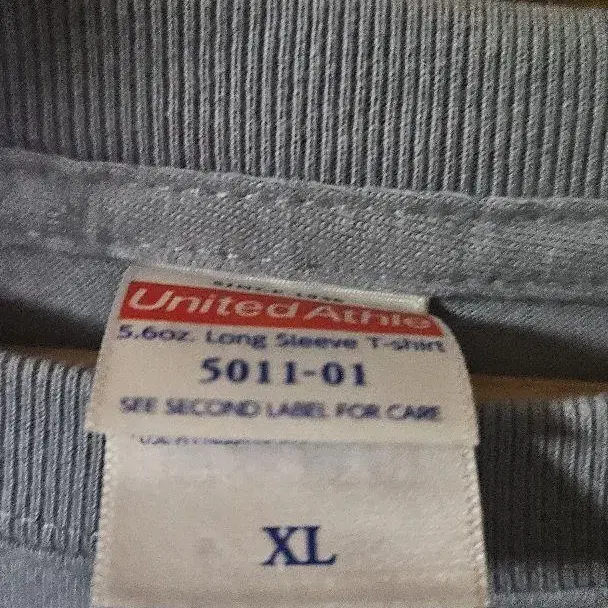 United Athle
5.6oz. Long Sleeve T-shirt
5011-01
SEE SECOND LABEL FOR CARE
XL